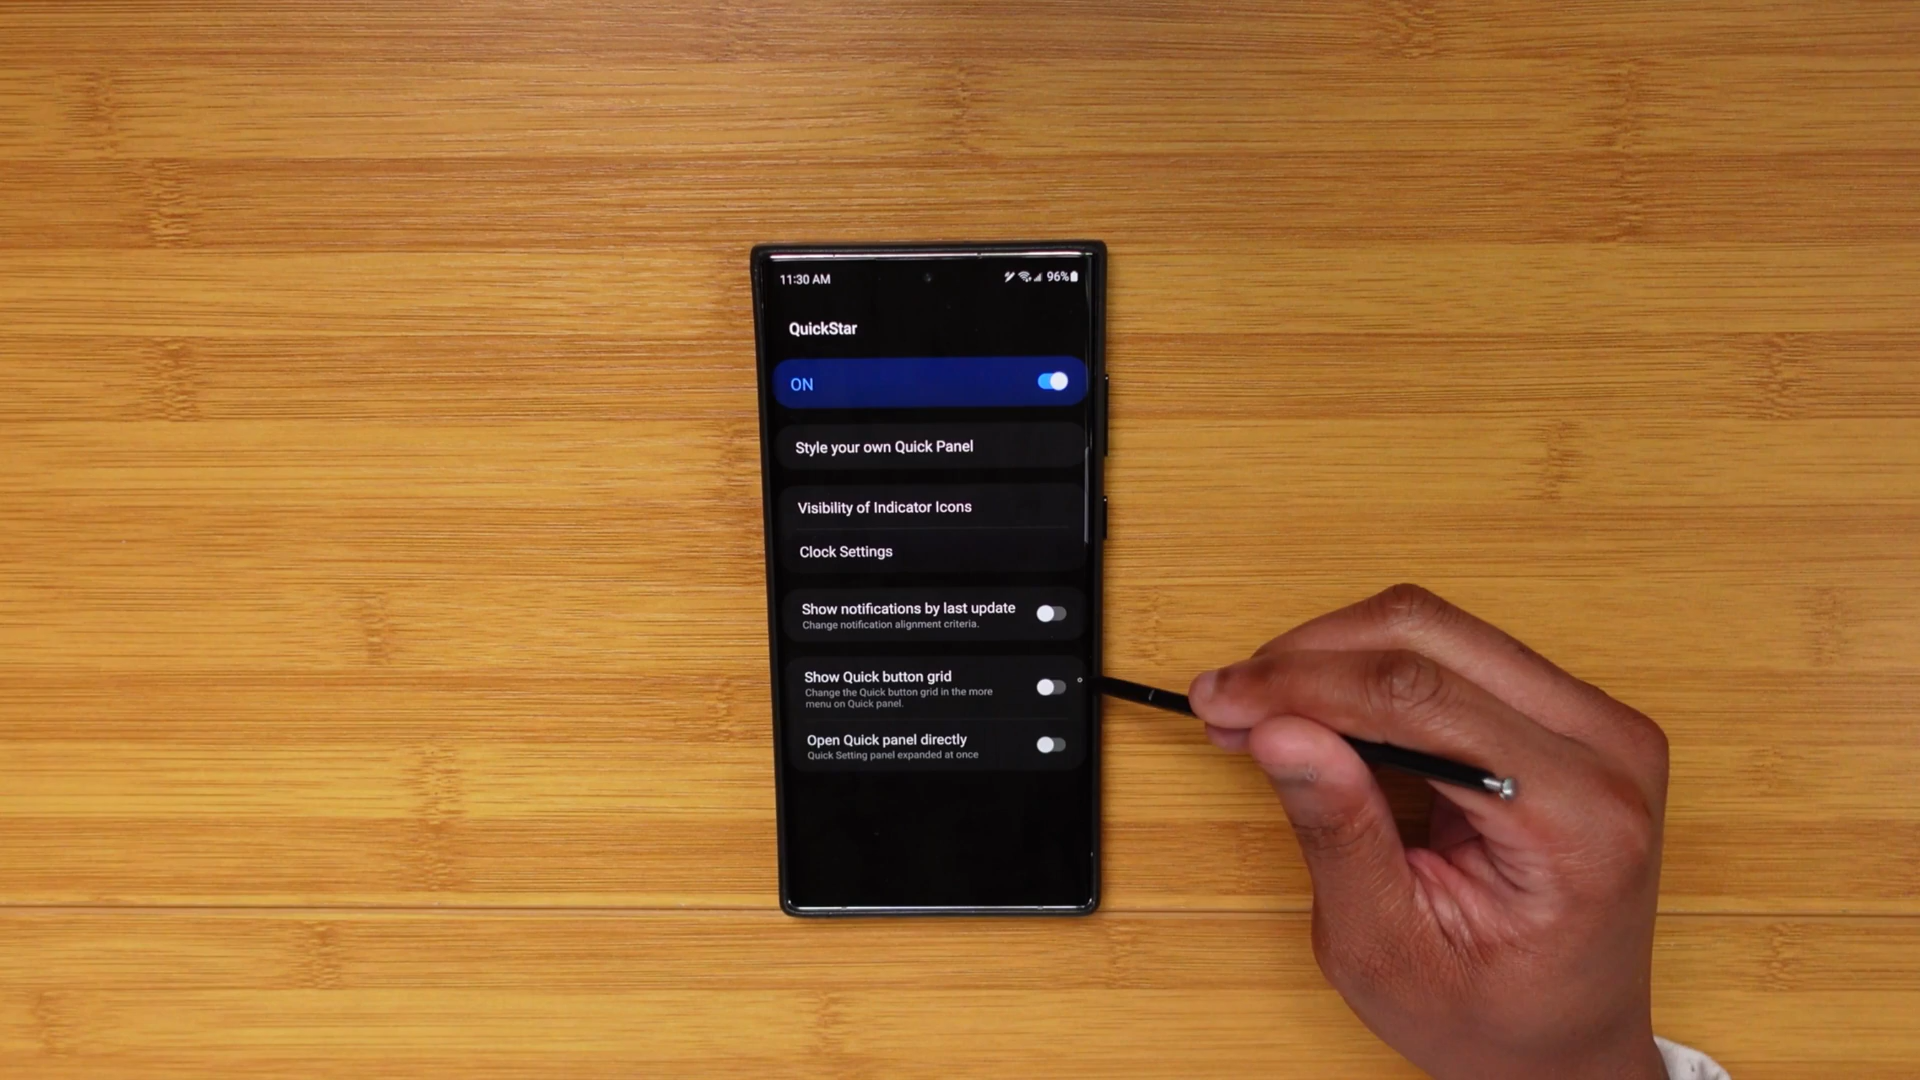 11:30 AM
96%
QuickStar
ON
Style your own Quick Panel
Visibility of Indicator Icons
Clock Settings
Show notifications by last update
Change notification alignment criteria.
Show Quick button grid
Change the Quick button grid in the more
menu on Quick panel.
Open Quick panel directly
Quick Setting panel expanded at once